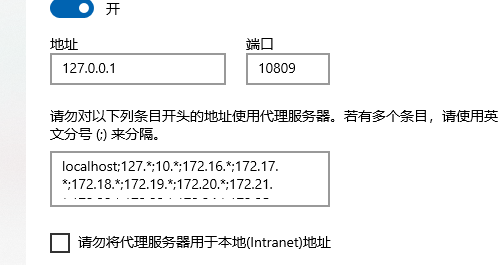 开
地址 端口
127.0.0.1 10809
请勿对以下列条目开头的地址使用代理服务器。若有多个条目，请使用英
文分号 (;) 来分隔。
localhost;127.*;10.*;172.16.*;172.17.
*;172.18.*;172.19.*;172.20.*;172.21.
请勿将代理服务器用于本地(Intranet)地址